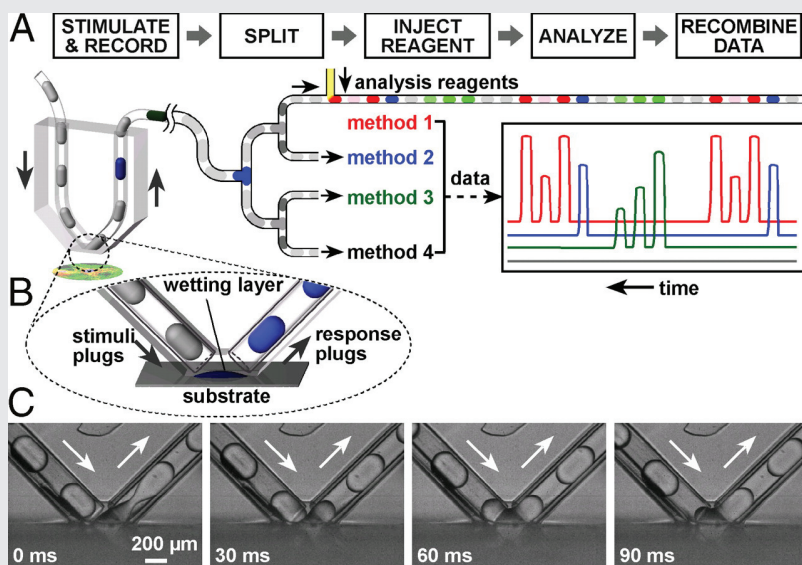 A
STIMULATE
& RECORD
SPLIT
INJECT
REAGENT
ANALYZE
RECOMBINE
DATA
analysis reagents
method 1
method 2
method 3
method 4
data
time
B
wetting layer
stimuli
plugs
response
plugs
substrate
C
0 ms
200 µm
30 ms
60 ms
90 ms